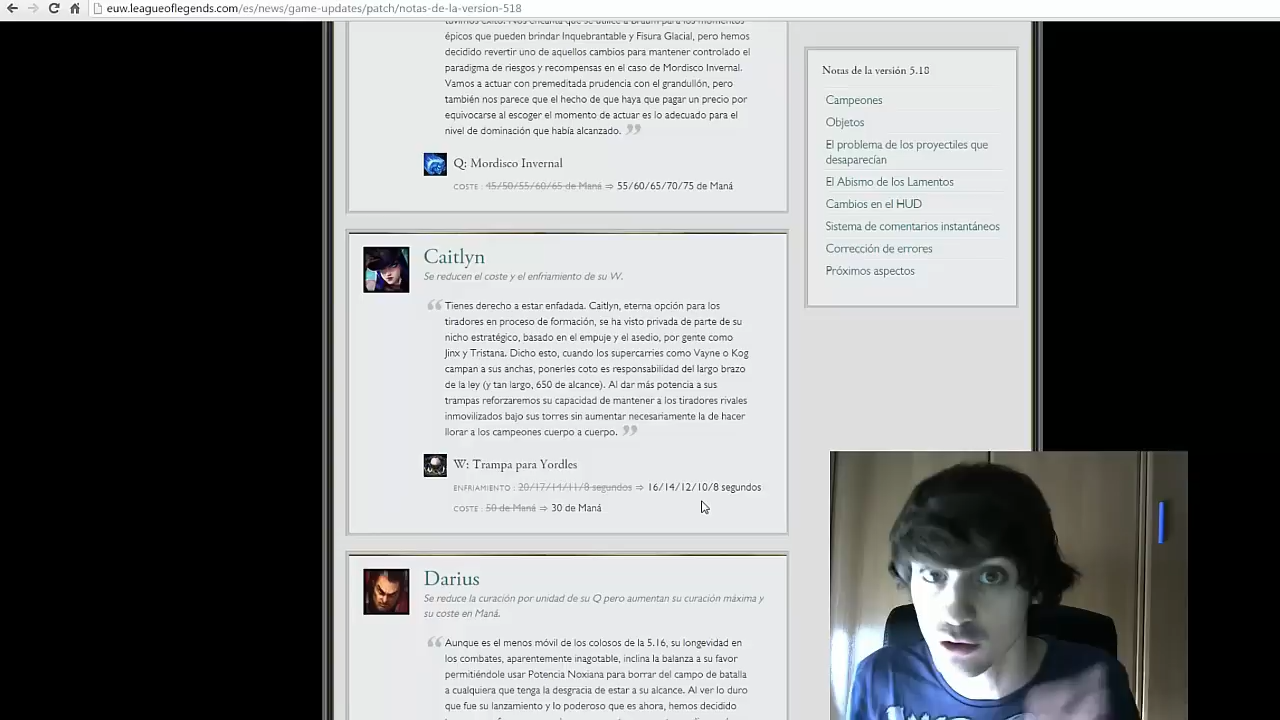 euw.leagueoflegends.com/es/news/game-updates/patch/notas-de-la-version-518
épicos que pueden brindar Inquebrantable y Fisura Glacial, pero hemos
decidido revertir uno de aquellos cambios para mantener controlado el
paradigma de riesgos y recompensas en el caso de Mordisco Invernal.
Vamos a actuar con premeditada prudencia con el grandullón, pero
también nos parece que el hecho de que haya que pagar un precio por
equivocarse al escoger el momento de actuar es lo adecuado para el
nivel de dominación que había alcanzado.
Q: Mordisco Invernal
COSTE : 45/50/55/60/65 de Maná ⇒ 55/60/65/70/75 de Maná
Caitlyn
Se reducen el coste y el enfriamiento de su W.
Tienes derecho a estar enfadada. Caitlyn, eterna opción para los
tiradores en proceso de formación, se ha visto privada de parte de su
nicho estratégico, basado en el empuje y el asedio, por gente como
Jinx y Tristana. Dicho esto, cuando los supercarries como Vayne o Kog
campan a sus anchas, ponerles coto es responsabilidad del largo brazo
de la ley (y tan largo, 650 de alcance). Al dar más potencia a sus
trampas reforzaremos su capacidad de mantener a los tiradores rivales
inmovilizados bajo sus torres sin aumentar necesariamente la de hacer
llorar a los campeones cuerpo a cuerpo.
W: Trampa para Yordles
ENFRIAMIENTO : 20/17/14/11/8 segundos ⇒ 16/14/12/10/8 segundos
COSTE : 50 de Maná ⇒ 30 de Maná
Darius
Se reduce la curación por unidad de su Q pero aumentan su curación máxima y
su coste en Maná.
Aunque es el menos móvil de los colosos de la 5.16, su longevidad en
los combates, aparentemente inagotable, inclina la balanza a su favor
permitiéndole usar Potencia Noxiana para borrar del campo de batalla
a cualquiera que tenga la desgracia de estar a su alcance. Al ver lo duro
que fue su lanzamiento y lo poderoso que es ahora, hemos decidido
Notas de la versión 5.18
Campeones
Objetos
El problema de los proyectiles que
desaparecían
El Abismo de los Lamentos
Cambios en el HUD
Sistema de comentarios instantáneos
Corrección de errores
Próximos aspectos